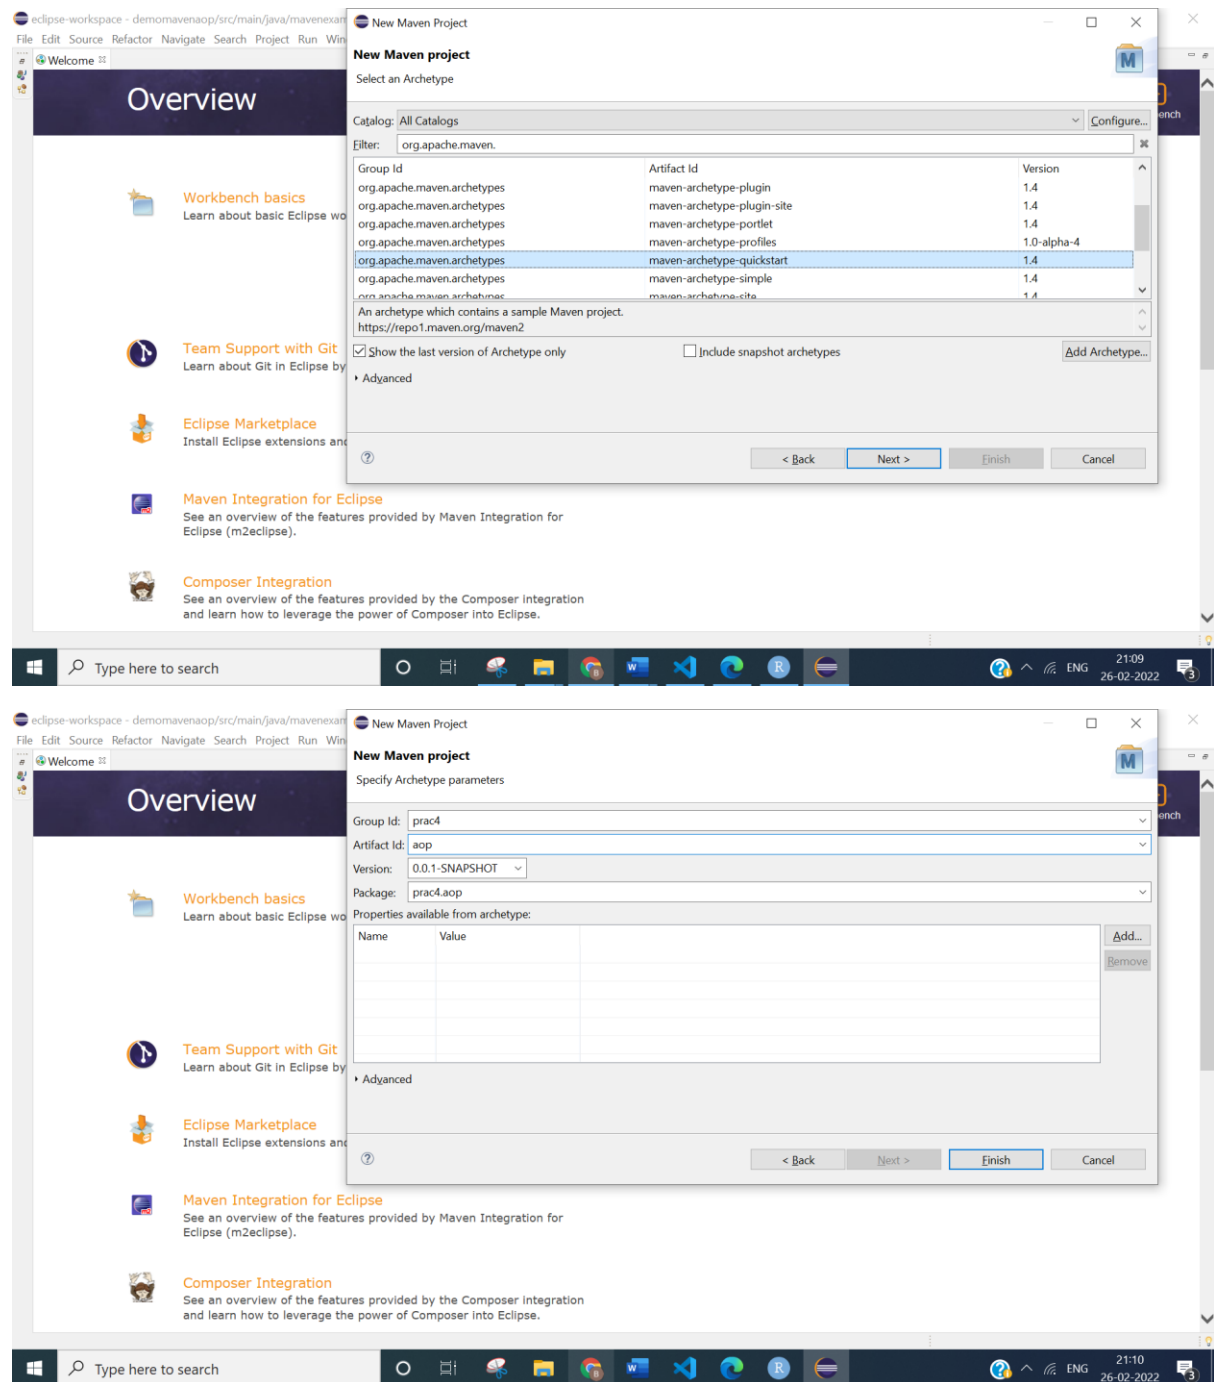 eclipse-workspace - demomavenaop/src/main/java/mavenexam
New Maven Project
File Edit Source Refactor Navigate Search Project Run Win
Welcome
New Maven project
Select an Archetype
M
Overview
ench
Catalog: All Catalogs
Configure...
Filter: org.apache.maven.
Group Id Artifact Id Version
org.apache.maven.archetypes maven-archetype-plugin 1.4
org.apache.maven.archetypes maven-archetype-plugin-site 1.4
org.apache.maven.archetypes maven-archetype-portlet 1.4
org.apache.maven.archetypes maven-archetype-profiles 1.0-alpha-4
org.apache.maven.archetypes maven-archetype-quickstart 1.4
org.apache.maven.archetypes maven-archetype-simple 1.4
org.apache.maven.archetypes maven-archetype-site 1.4
An archetype which contains a sample Maven project.
https://repo1.maven.org/maven2
Show the last version of Archetype only
Include snapshot archetypes
Add Archetype...
Advanced
< Back Next > Finish Cancel
Workbench basics
Learn about basic Eclipse wo
Team Support with Git
Learn about Git in Eclipse by
Eclipse Marketplace
Install Eclipse extensions and
Maven Integration for Eclipse
See an overview of the features provided by Maven Integration for
Eclipse (m2eclipse).
Composer Integration
See an overview of the features provided by the Composer integration
and learn how to leverage the power of Composer into Eclipse.
Type here to search
ENG
21:09
26-02-2022
3
eclipse-workspace - demomavenaop/src/main/java/mavenexam
New Maven Project
File Edit Source Refactor Navigate Search Project Run Win
Welcome
New Maven project
Specify Archetype parameters
M
Overview
ench
Group Id: prac4
Artifact Id: aop
Version: 0.0.1-SNAPSHOT
Package: prac4.aop
Properties available from archetype:
Name Value
Add...
Remove
Advanced
< Back Next > Finish Cancel
Workbench basics
Learn about basic Eclipse wo
Team Support with Git
Learn about Git in Eclipse by
Eclipse Marketplace
Install Eclipse extensions and
Maven Integration for Eclipse
See an overview of the features provided by Maven Integration for
Eclipse (m2eclipse).
Composer Integration
See an overview of the features provided by the Composer integration
and learn how to leverage the power of Composer into Eclipse.
Type here to search
ENG
21:10
26-02-2022
3